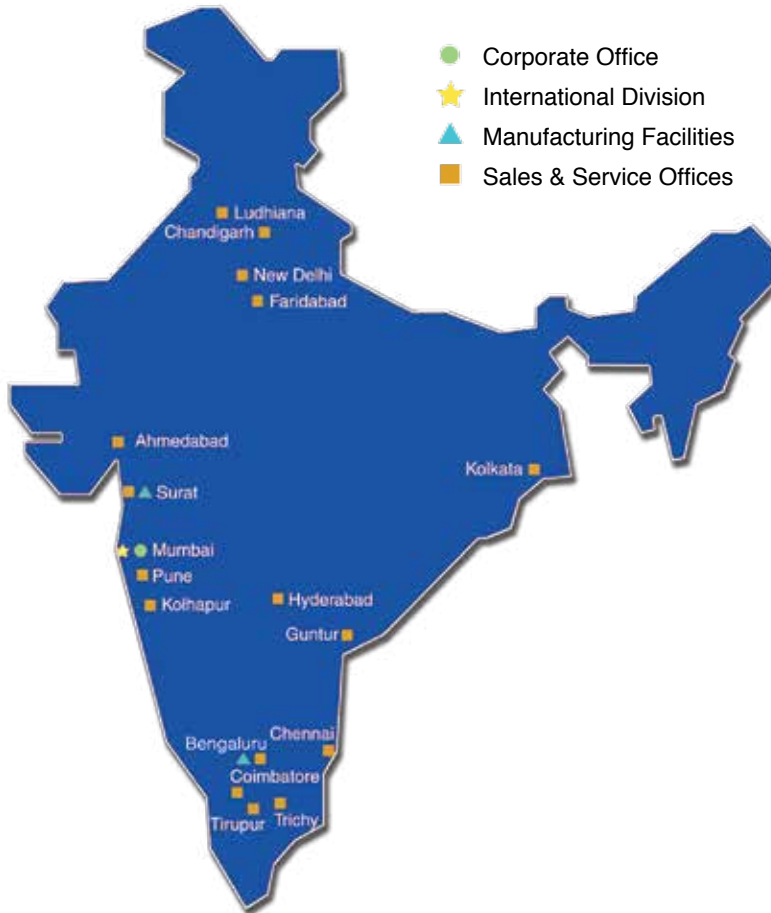 Corporate Office
International Division
Manufacturing Facilities
Sales & Service Offices
Ludhiana
Chandigarh
New Delhi
Faridabad
Ahmedabad
Kolkata
Surat
Mumbai
Pune
Kolhapur
Hyderabad
Guntur
Chennai
Bengaluru
Coimbatore
Tirupur
Trichy